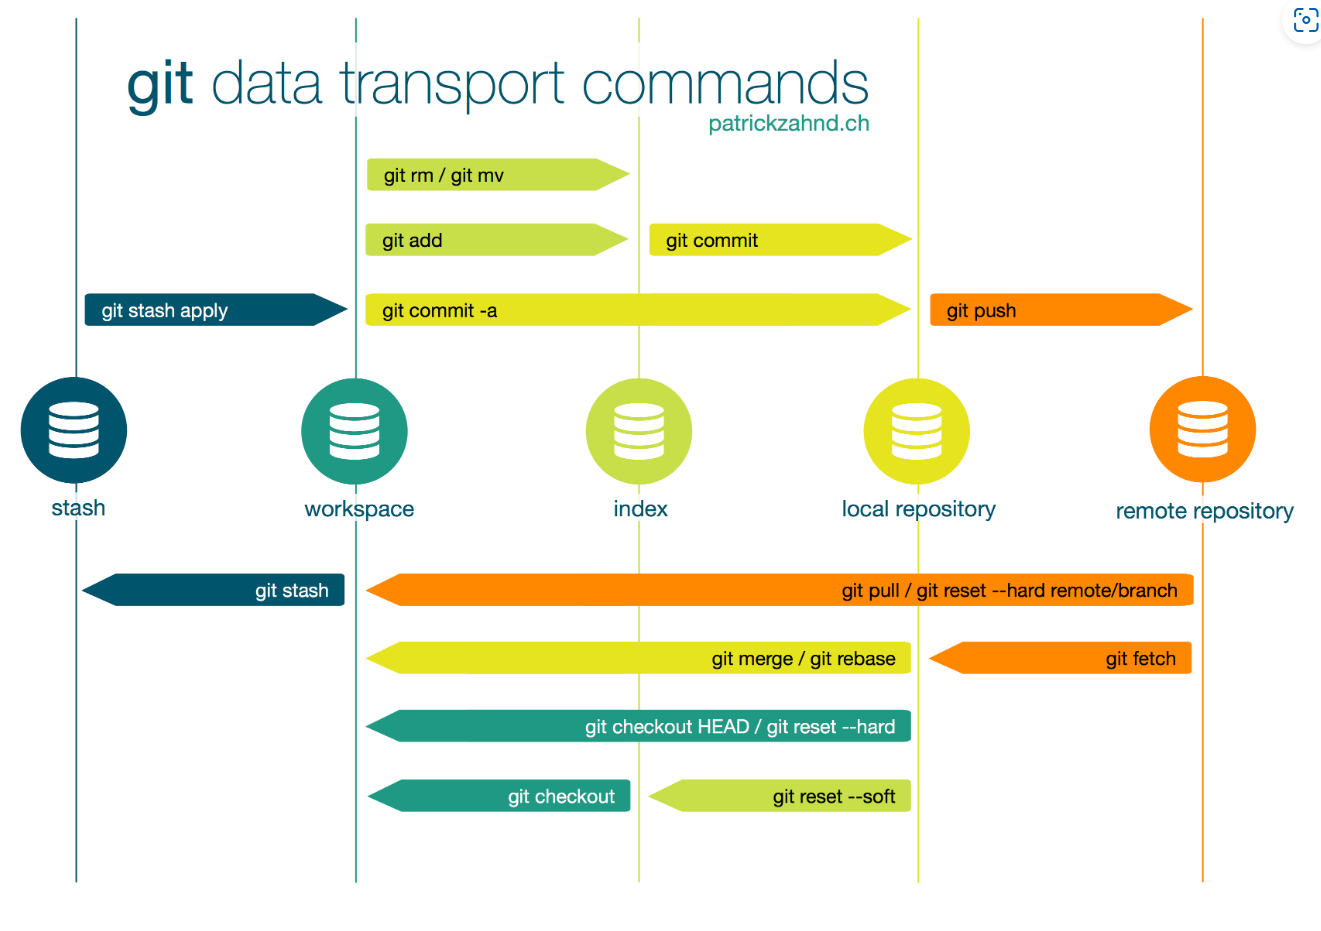 git data transport commands
patrickzahnd.ch
git rm / git mv
git add
git commit
git stash apply
git commit -a
git push
stash
workspace
index
local repository
remote repository
git stash
git pull / git reset --hard remote/branch
git merge / git rebase
git fetch
git checkout HEAD / git reset --hard
git checkout
git reset --soft